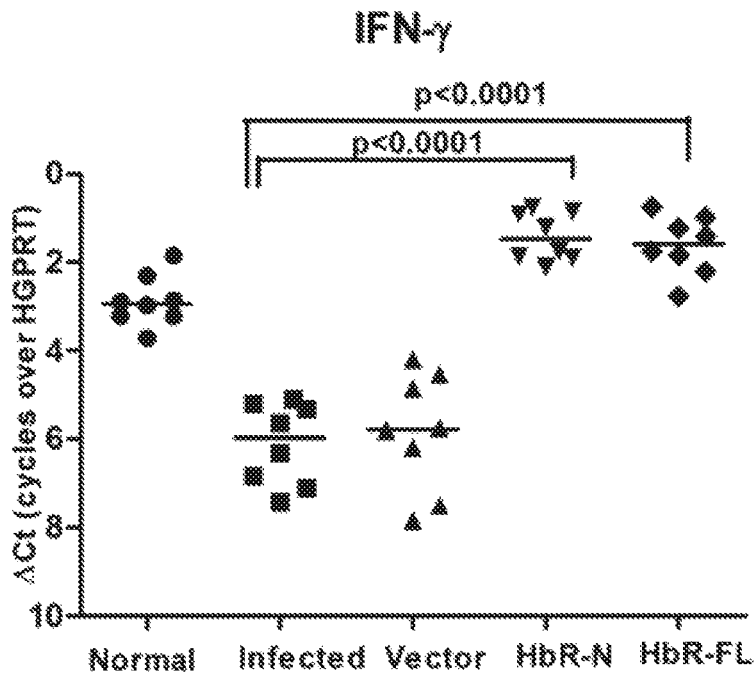 IFN-γ
p<0.0001
p<0.0001
ΔCt (cycles over HGPRT)
0
2
4
6
8
10
Normal
Infected
Vector
HbR-N
HbR-FL